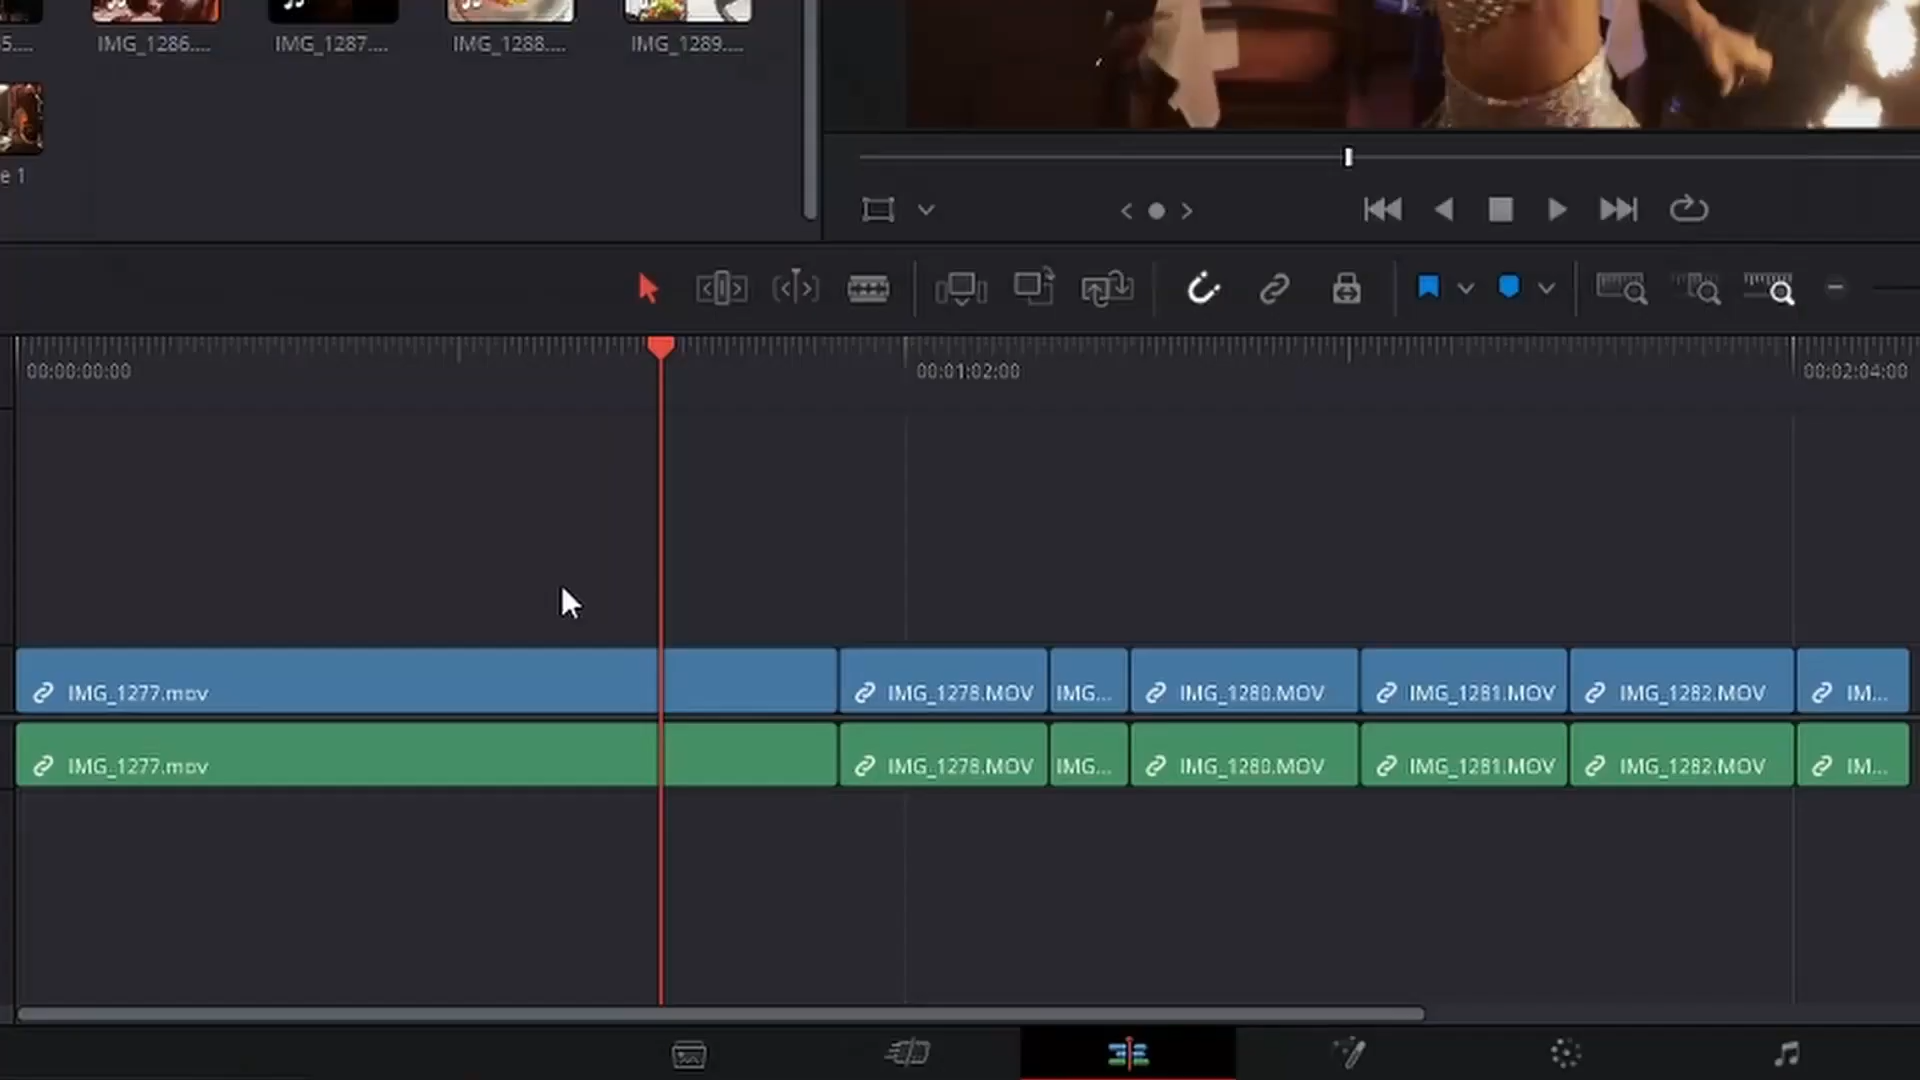 5....
IMG_1286....
IMG_1287....
IMG_1288....
IMG_1289....
e 1
00:00:00:00
00:01:02:00
00:02:04:00
IMG_1277.mov
IMG_1278.MOV
IMG...
IMG_1280.MOV
IMG_1281.MOV
IMG_1282.MOV
IM...
IMG_1277.mov
IMG_1278.MOV
IMG...
IMG_1280.MOV
IMG_1281.MOV
IMG_1282.MOV
IM...